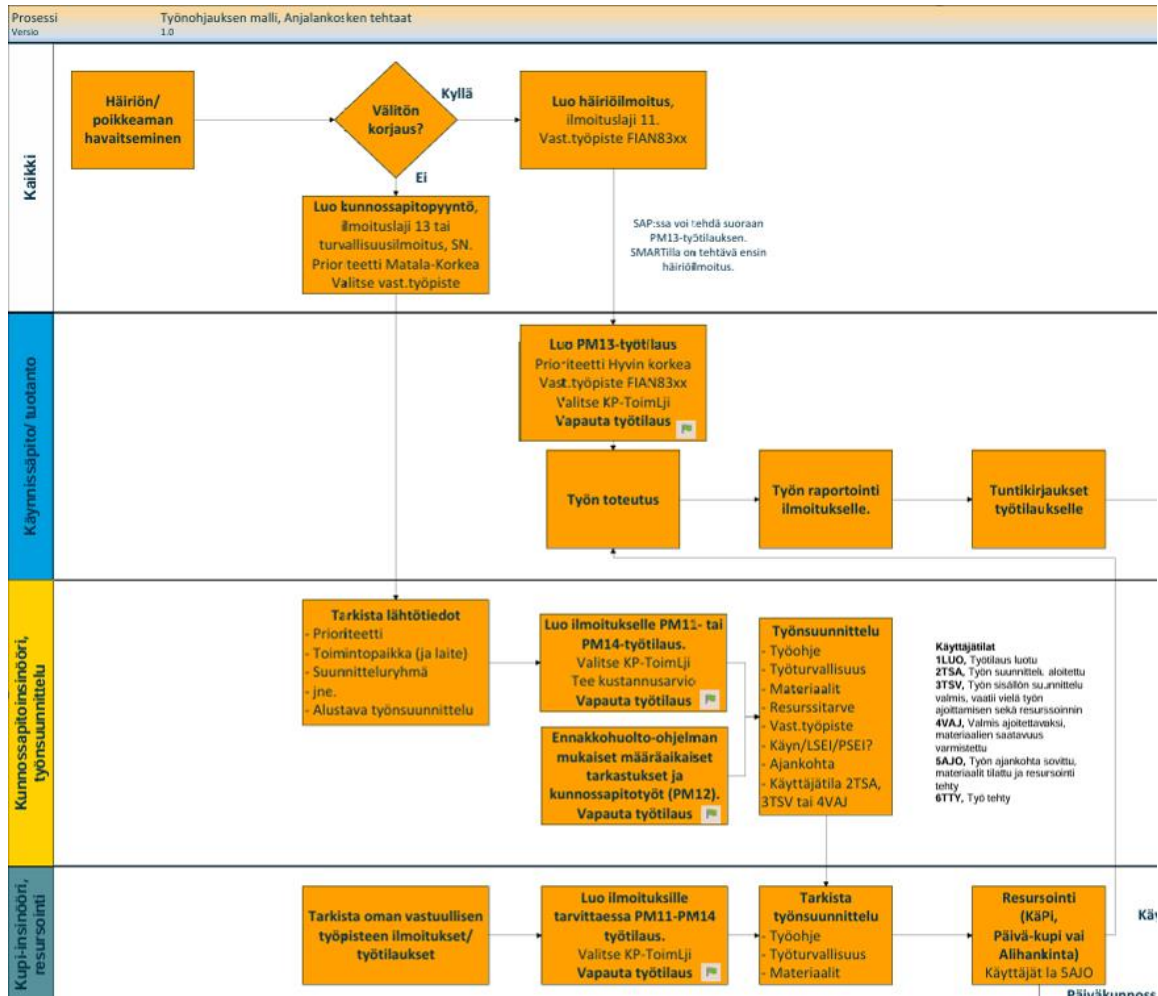 Prosessi Työnohjauksen malli, Anjalankosken tehtaat
Versio 1.0
Kaikki
Häiriön/
poikkeaman
havaitseminen
Välitön
korjaus?
Kyllä
Ei
Luo häiriöilmoitus,
ilmoituslaji 11.
Vast.työpiste FIAN83xx
Luo kunnossapitopyyntö,
ilmoituslaji 13 tai
turvallisuusilmoitus, SN.
Prioriteetti Matala-Korkea
Valitse vast.työpiste
SAP:ssa voi tehdä suoraan
PM13-työtilauksen.
SMARTilla on tehtävä ensin
häiriöilmoitus.
Käynnissäpito/ tuotanto
Luo PM13-työtilaus
Prioriteetti Hyvin korkea
Vast.työpiste FIAN83xx
Valitse KP-ToimLji
Vapauta työtilaus
Työn toteutus
Työn raportointi
ilmoitukselle.
Tuntikirjaukset
työtilaukselle
Kunnossapitoinsinööri,
työnsuunnittelu
Tarkista lähtötiedot
- Prioriteetti
- Toimintopaikka (ja laite)
- Suunnitteluryhmä
- jne.
- Alustava työnsuunnittelu
Luo ilmoitukselle PM11- tai
PM14-työtilaus.
Valitse KP-ToimLji
Tee kustannusarvio
Vapauta työtilaus
Ennakkohuolto-ohjelman
mukaiset määräaikaiset
tarkastukset ja
kunnossapitotyöt (PM12).
Vapauta työtilaus
Työnsuunnittelu
- Työohje
- Työturvallisuus
- Materiaalit
- Resurssitarve
- Vast.työpiste
- Käyn/LSEI/PSEI?
- Ajankohta
- Käyttäjätila 2TSA,
3TSV tai 4VAJ
Käyttäjätilat
1LUO, Työtilaus luotu
2TSA, Työn suunnittelu aloitettu
3TSV, Työn sisällön suunnittelu
valmis, vaatii vielä työn
ajoittamisen sekä resurssoinnin
4VAJ, Valmis ajoitettavaksi,
materiaalien saatavuus
varmistettu
5AJO, Työn ajankohta sovittu,
materiaalit tilattu ja resursointi
tehty
6TTY, Työ tehty
Kupi-insinööri,
resursointi
Tarkista oman vastuullisen
työpisteen ilmoitukset/
työtilaukset
Luo ilmoituksille
tarvittaessa PM11-PM14
työtilaus.
Valitse KP-ToimLji
Vapauta työtilaus
Tarkista
työnsuunnittelu
- Työohje
- Työturvallisuus
- Materiaalit
Resursointi
(KäPi,
Päivä-kupi vai
Alihankinta)
Käyttäjät la 5AJO
Päiväkunnoss